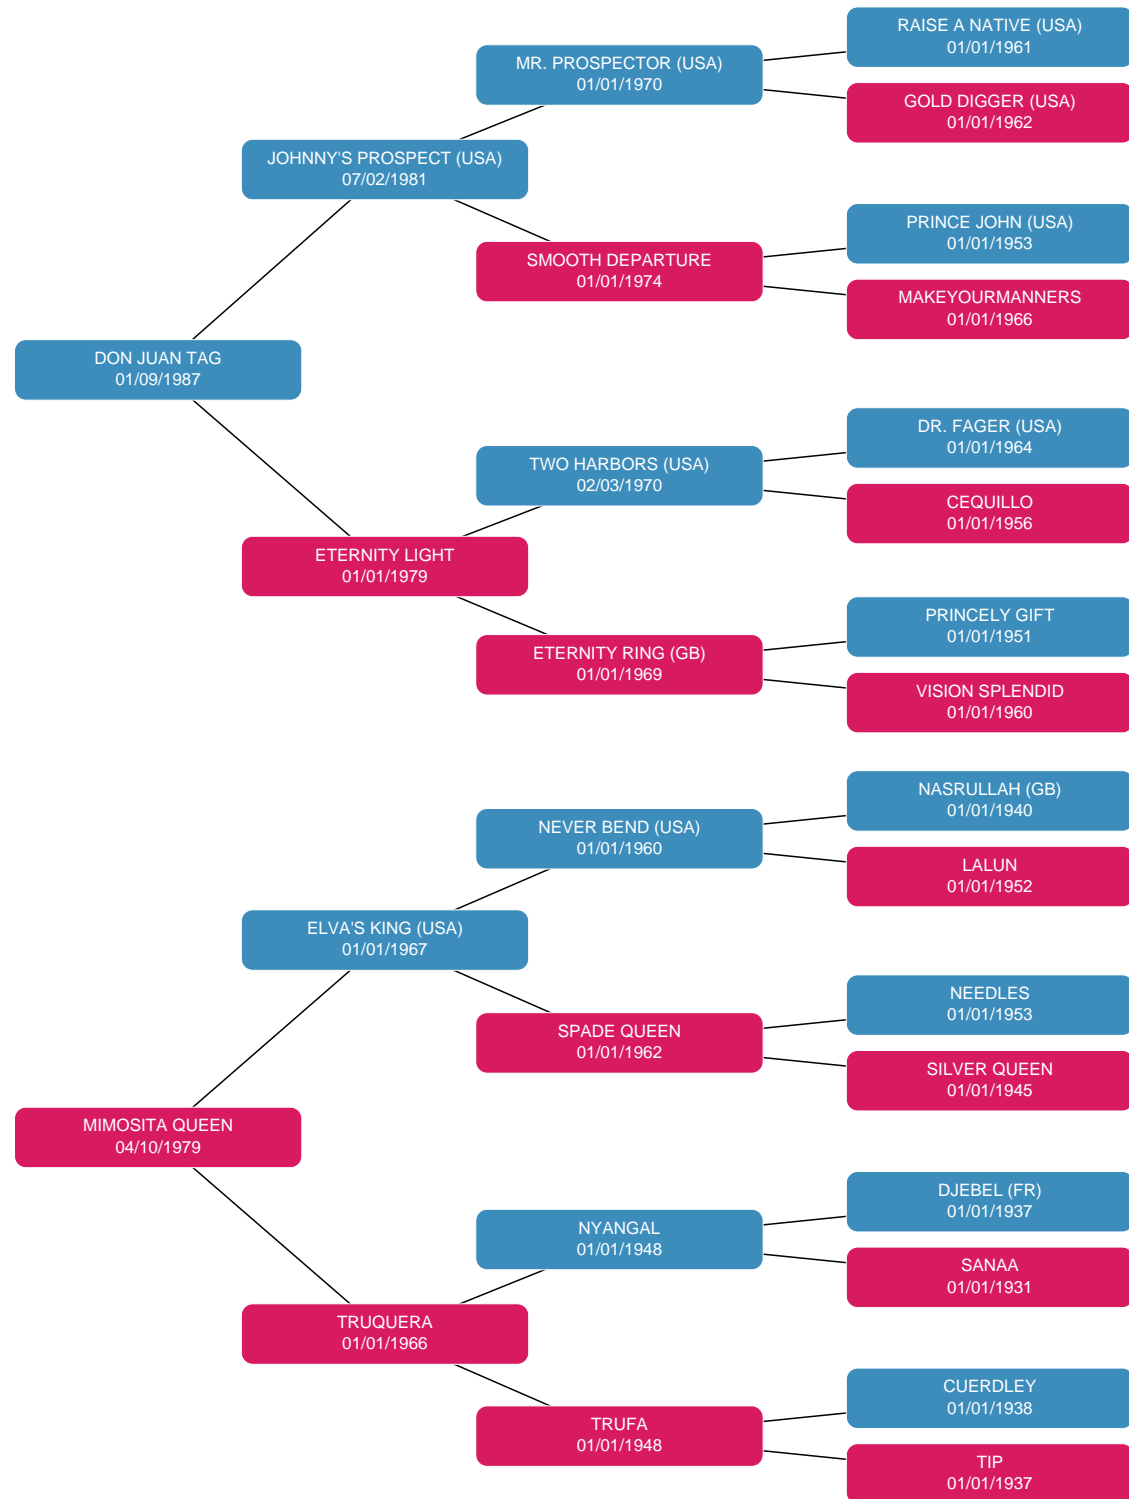 RAISE A NATIVE (USA)
01/01/1961
MR. PROSPECTOR (USA)
01/01/1970
GOLD DIGGER (USA)
01/01/1962
JOHNNY'S PROSPECT (USA)
07/02/1981
PRINCE JOHN (USA)
01/01/1953
SMOOTH DEPARTURE
01/01/1974
MAKEYOURMANNERS
01/01/1966
DON JUAN TAG
01/09/1987
DR. FAGER (USA)
01/01/1964
TWO HARBORS (USA)
02/03/1970
CEQUILLO
01/01/1956
ETERNITY LIGHT
01/01/1979
PRINCELY GIFT
01/01/1951
ETERNITY RING (GB)
01/01/1969
VISION SPLENDID
01/01/1960
NASRULLAH (GB)
01/01/1940
NEVER BEND (USA)
01/01/1960
LALUN
01/01/1952
ELVA'S KING (USA)
01/01/1967
NEEDLES
01/01/1953
SPADE QUEEN
01/01/1962
SILVER QUEEN
01/01/1945
MIMOSITA QUEEN
04/10/1979
DJEBEL (FR)
01/01/1937
NYANGAL
01/01/1948
SANAA
01/01/1931
TRUQUERA
01/01/1966
CUERDLEY
01/01/1938
TRUFA
01/01/1948
TIP
01/01/1937